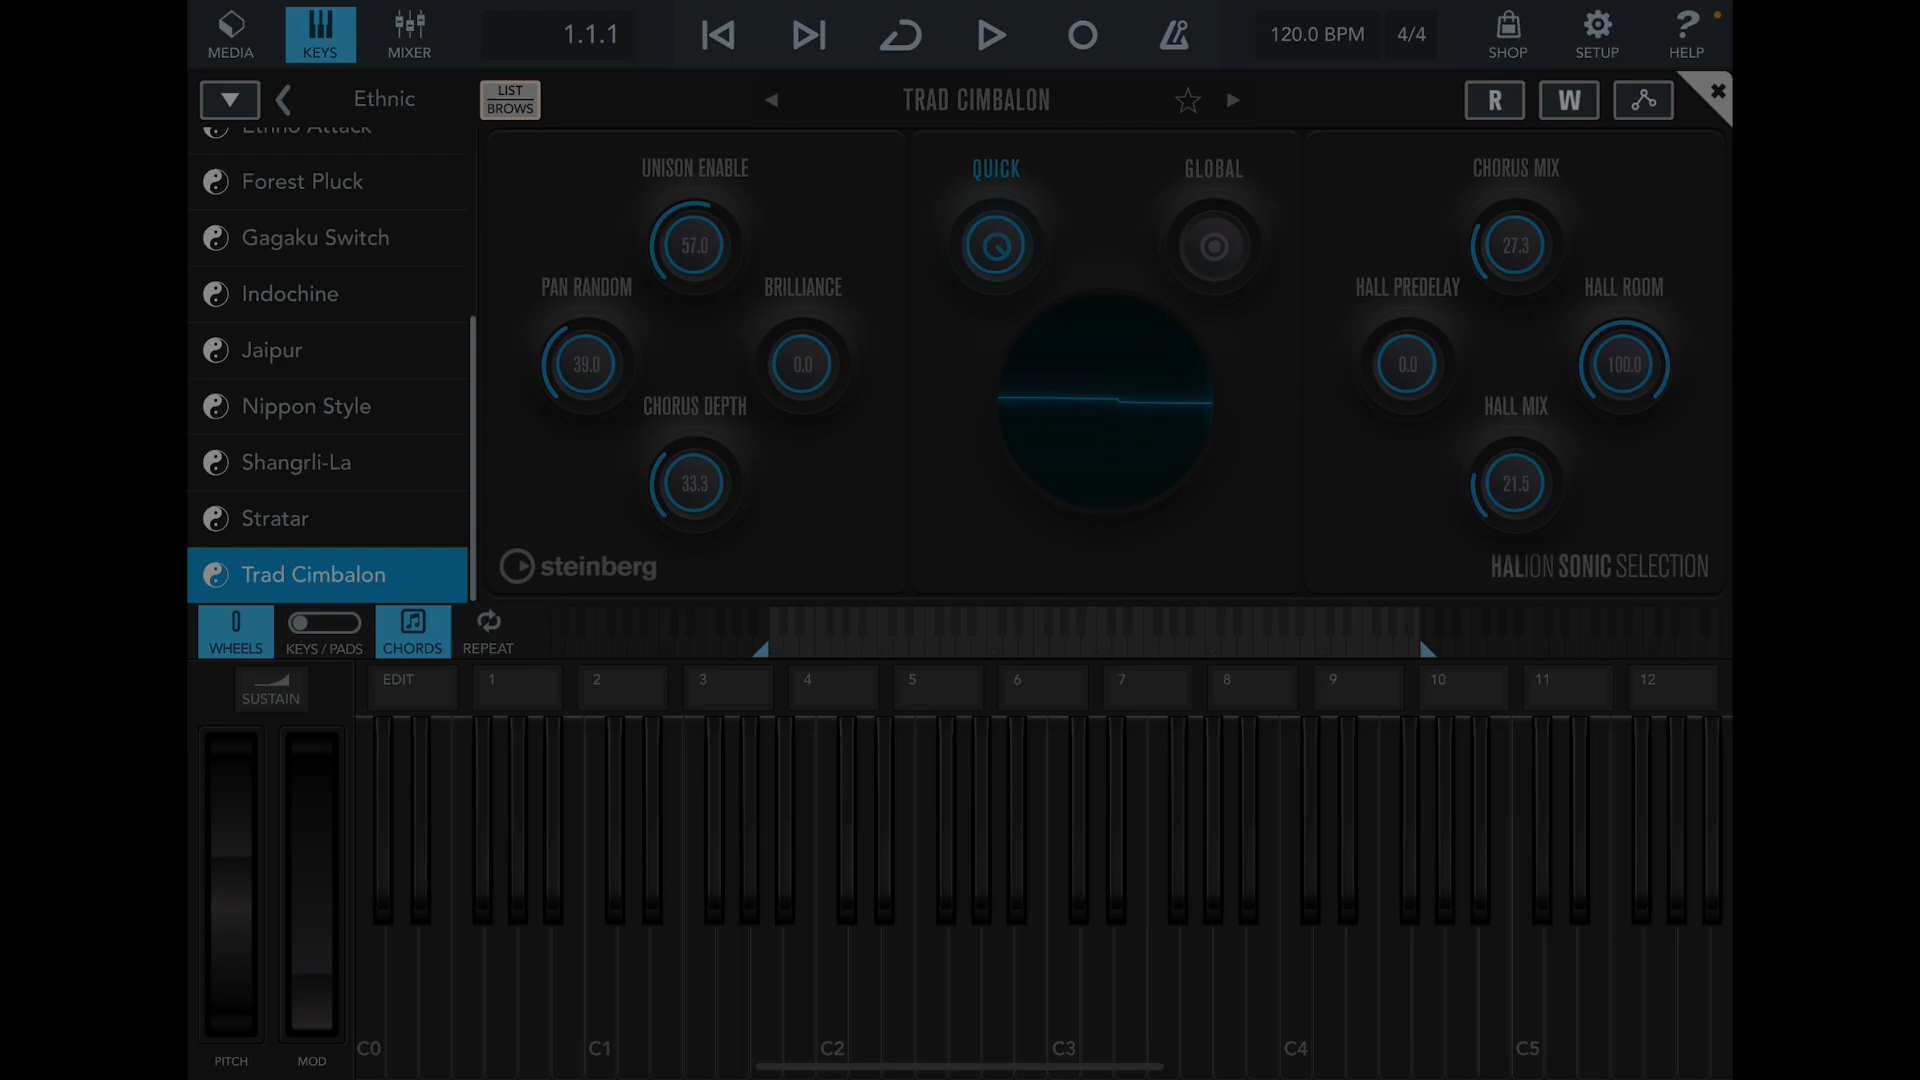 MEDIA
KEYS
MIXER
1.1.1
120.0 BPM
4/4
SHOP
SETUP
HELP
Ethnic
LIST
BROWS
TRAD CIMBALON
R
W
Ethno Attack
Forest Pluck
Gagaku Switch
Indochine
Jaipur
Nippon Style
Shangrli-La
Stratar
Trad Cimbalon
UNISON ENABLE
57.0
PAN RANDOM
39.0
BRILLIANCE
0.0
CHORUS DEPTH
33.3
steinberg
QUICK
GLOBAL
CHORUS MIX
27.3
HALL PREDELAY
0.0
HALL ROOM
100.0
HALL MIX
21.5
HALION SONIC SELECTION
WHEELS
KEYS / PADS
CHORDS
REPEAT
SUSTAIN
EDIT
1
2
3
4
5
6
7
8
9
10
11
12
C0
C1
C2
C3
C4
C5
PITCH
MOD